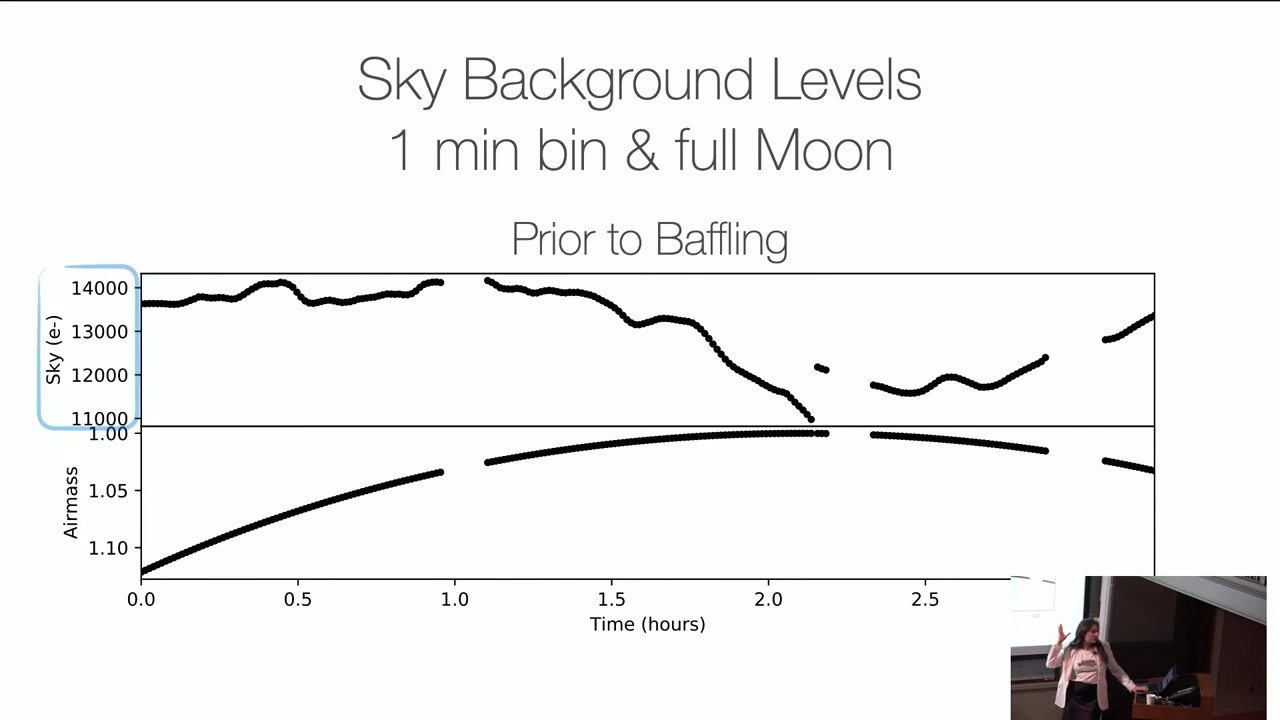 Sky Background Levels
1 min bin & full Moon
Prior to Baffling
14000
13000
12000
11000
Sky (e-)
1.00
1.05
1.10
Airmass
0.0 0.5 1.0 1.5 2.0 2.5
Time (hours)